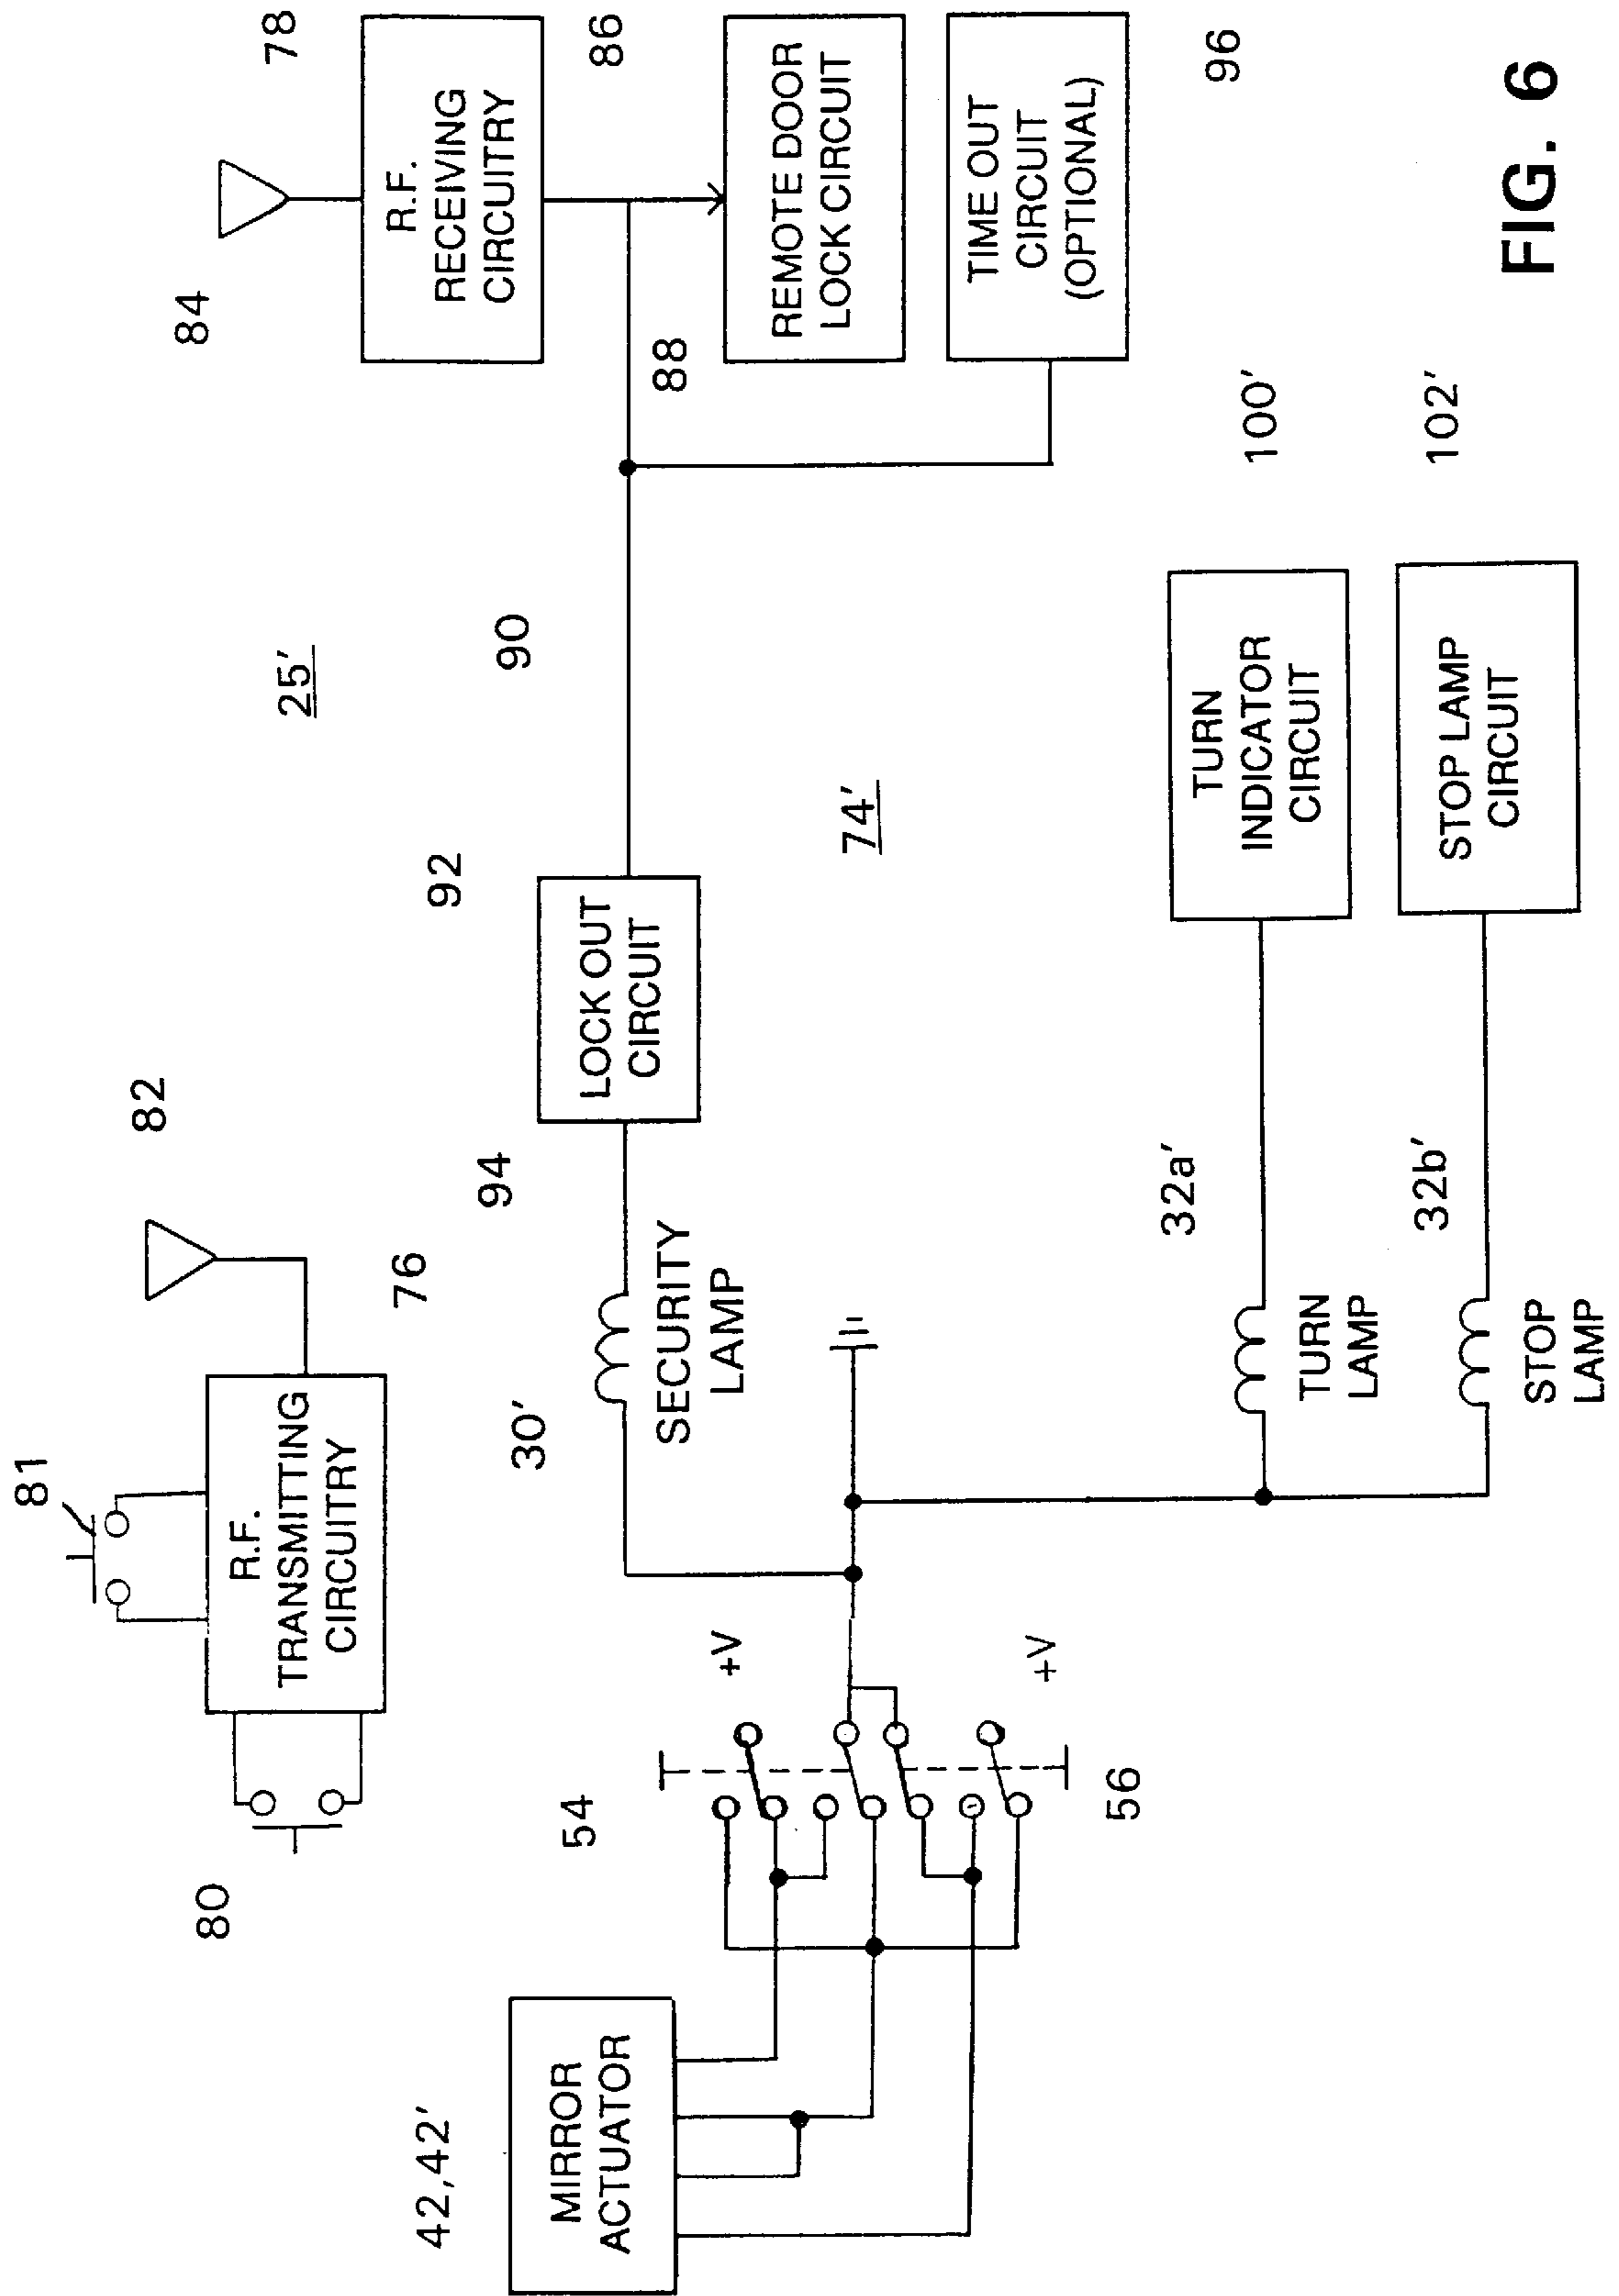 80
81
82
R.F.
TRANSMITTING
CIRCUITRY
76
84
78
R.F.
RECEIVING
CIRCUITRY
86
88
REMOTE DOOR
LOCK CIRCUIT
TIME OUT
CIRCUIT
(OPTIONAL)
96
25'
90
92
LOCK OUT
CIRCUIT
94
30'
SECURITY
LAMP
74'
42,42'
MIRROR
ACTUATOR
54
+V
+V
56
100'
TURN
INDICATOR
CIRCUIT
32a'
TURN
LAMP
102'
STOP LAMP
CIRCUIT
32b'
STOP
LAMP
FIG. 6